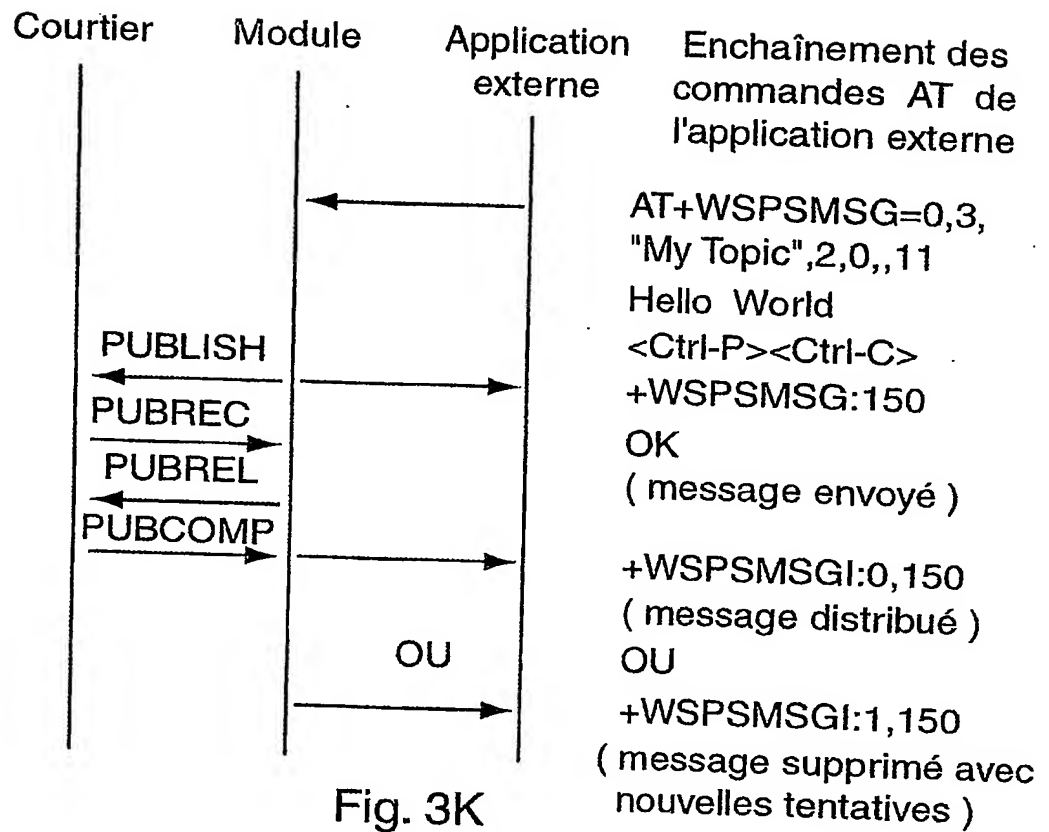 Courtier
Module
Application
externe
Enchaînement des
commandes AT de
l'application externe
AT+WSPSMSG=0,3,
"My Topic",2,0,,11
Hello World
<Ctrl-P><Ctrl-C>
PUBLISH
+WSPSMSG:150
PUBREC
OK
PUBREL
( message envoyé )
PUBCOMP
+WSPSMSGI:0,150
( message distribué )
OU
OU
+WSPSMSGI:1,150
( message supprimé avec
nouvelles tentatives )
Fig. 3K